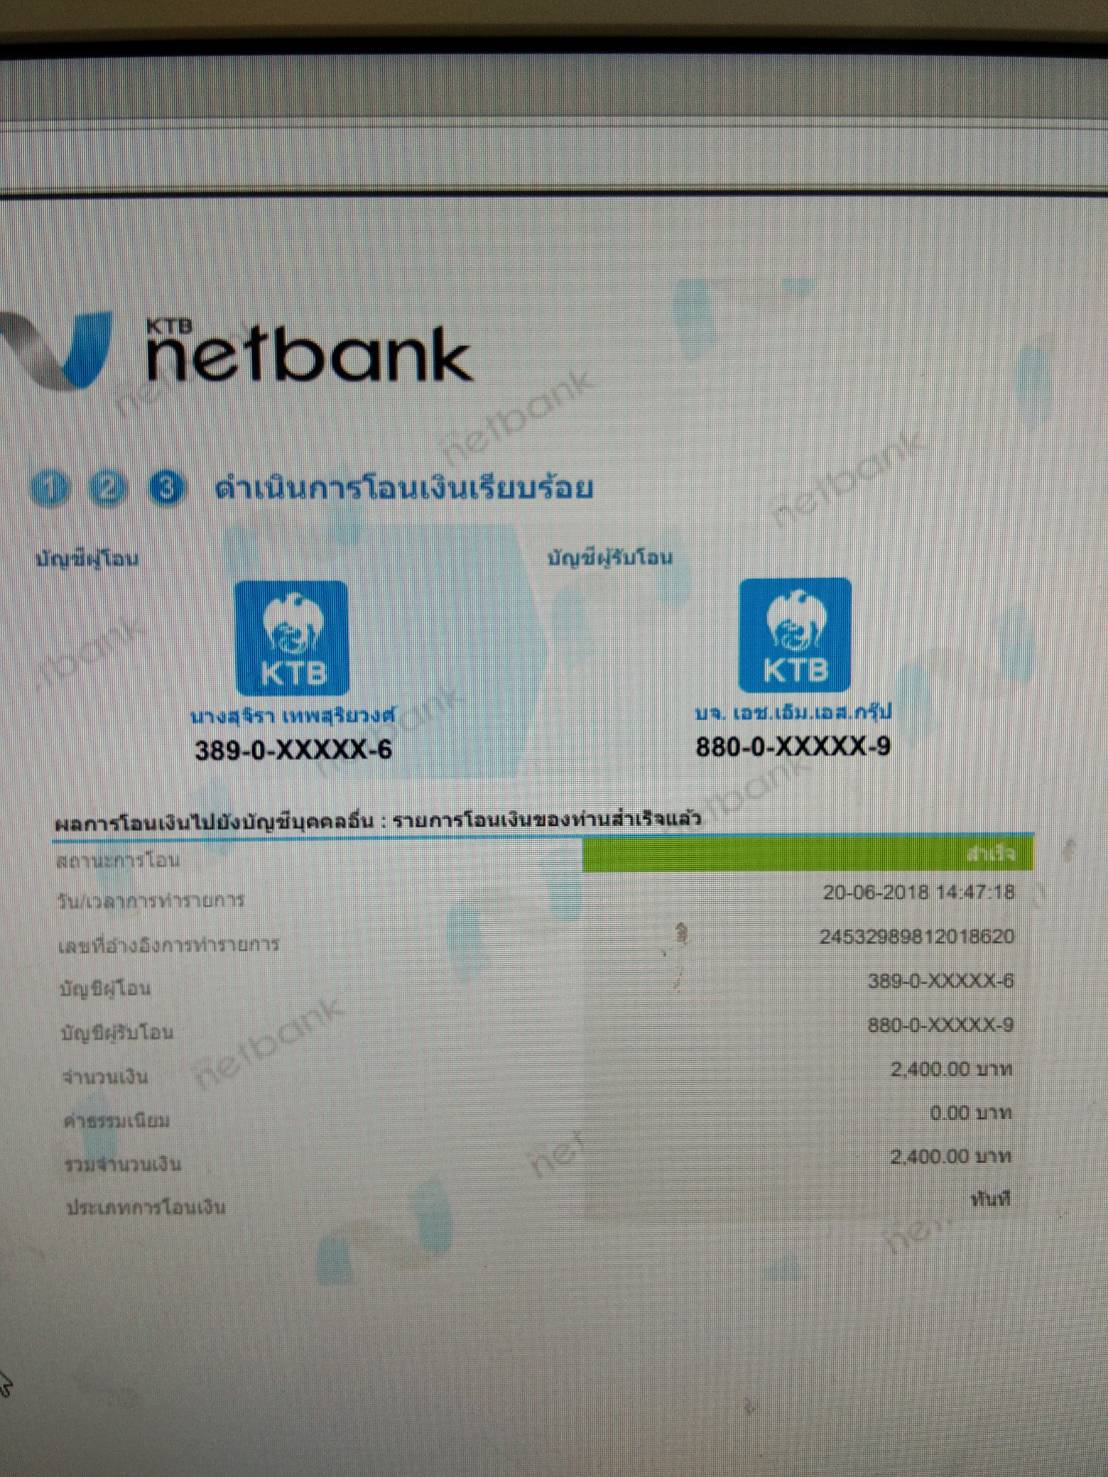 KTB
netbank
1 2 3 ดำเนินการโอนเงินเรียบร้อย
บัญชีผู้โอน บัญชีผู้รับโอน
KTB KTB
นางสุจิรา เทพสุริยวงศ์ บจ. เอช.เอ็ม.เอส.กรุ๊ป
389-0-XXXXX-6 880-0-XXXXX-9
ผลการโอนเงินไปยังบัญชีบุคคลอื่น : รายการโอนเงินของท่านสำเร็จแล้ว
สถานะการโอน สำเร็จ
วัน/เวลาการทำรายการ 20-06-2018 14:47:18
เลขที่อ้างอิงการทำรายการ 24532989812018620
บัญชีผู้โอน 389-0-XXXXX-6
บัญชีผู้รับโอน 880-0-XXXXX-9
จำนวนเงิน 2,400.00 บาท
ค่าธรรมเนียม 0.00 บาท
รวมจำนวนเงิน 2,400.00 บาท
ประเภทการโอนเงิน ทันที